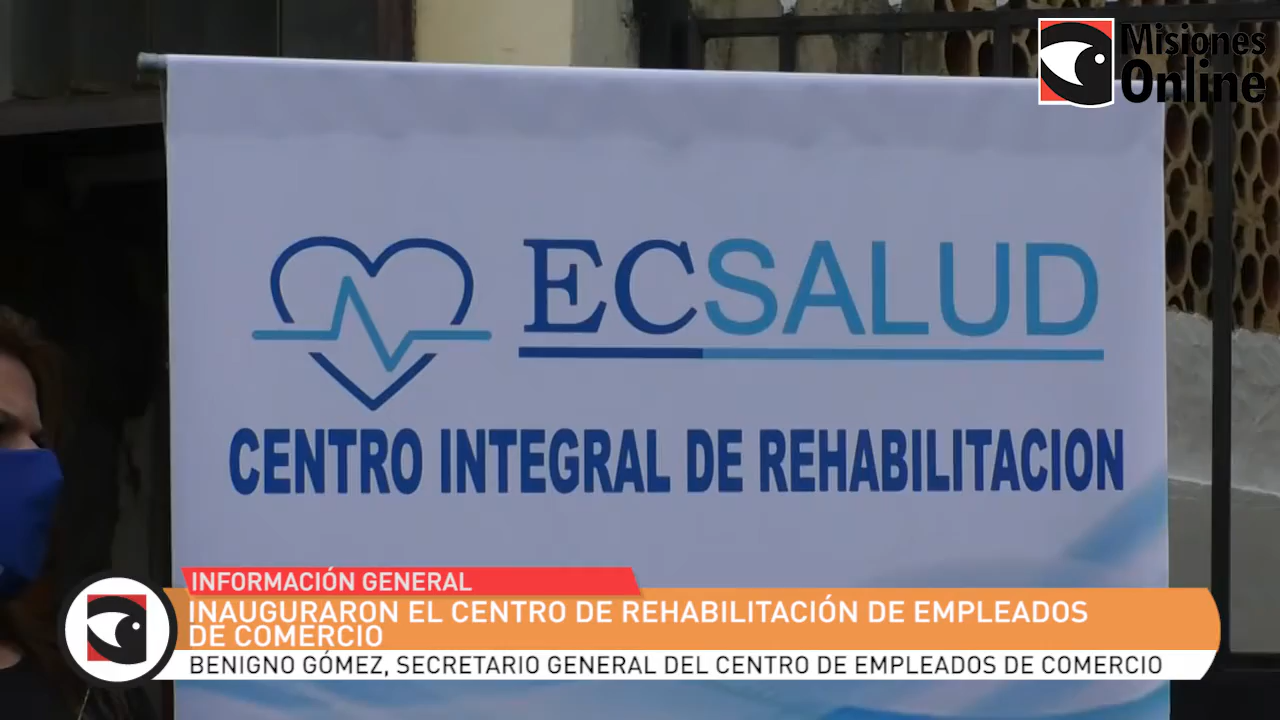 Misiones
Online
ECSALUD
CENTRO INTEGRAL DE REHABILITACION
INFORMACIÓN GENERAL
INAUGURARON EL CENTRO DE REHABILITACIÓN DE EMPLEADOS
DE COMERCIO
BENIGNO GÓMEZ, SECRETARIO GENERAL DEL CENTRO DE EMPLEADOS DE COMERCIO